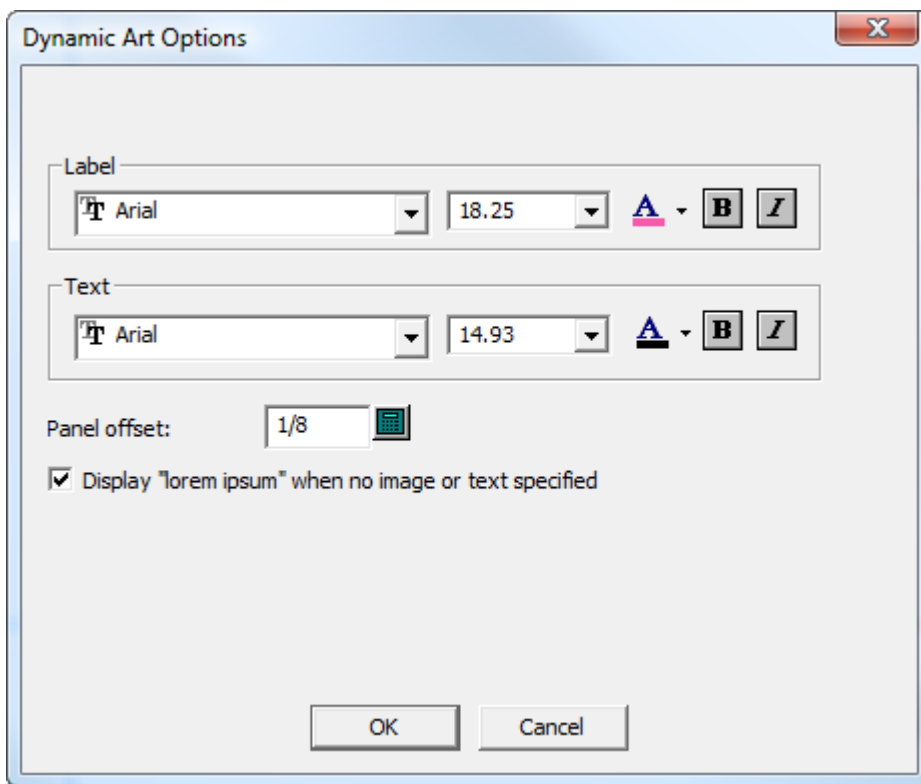 Dynamic Art Options
Label
Arial 18.25 A B I
Text
Arial 14.93 A B I
Panel offset: 1/8
Display "lorem ipsum" when no image or text specified
OK Cancel